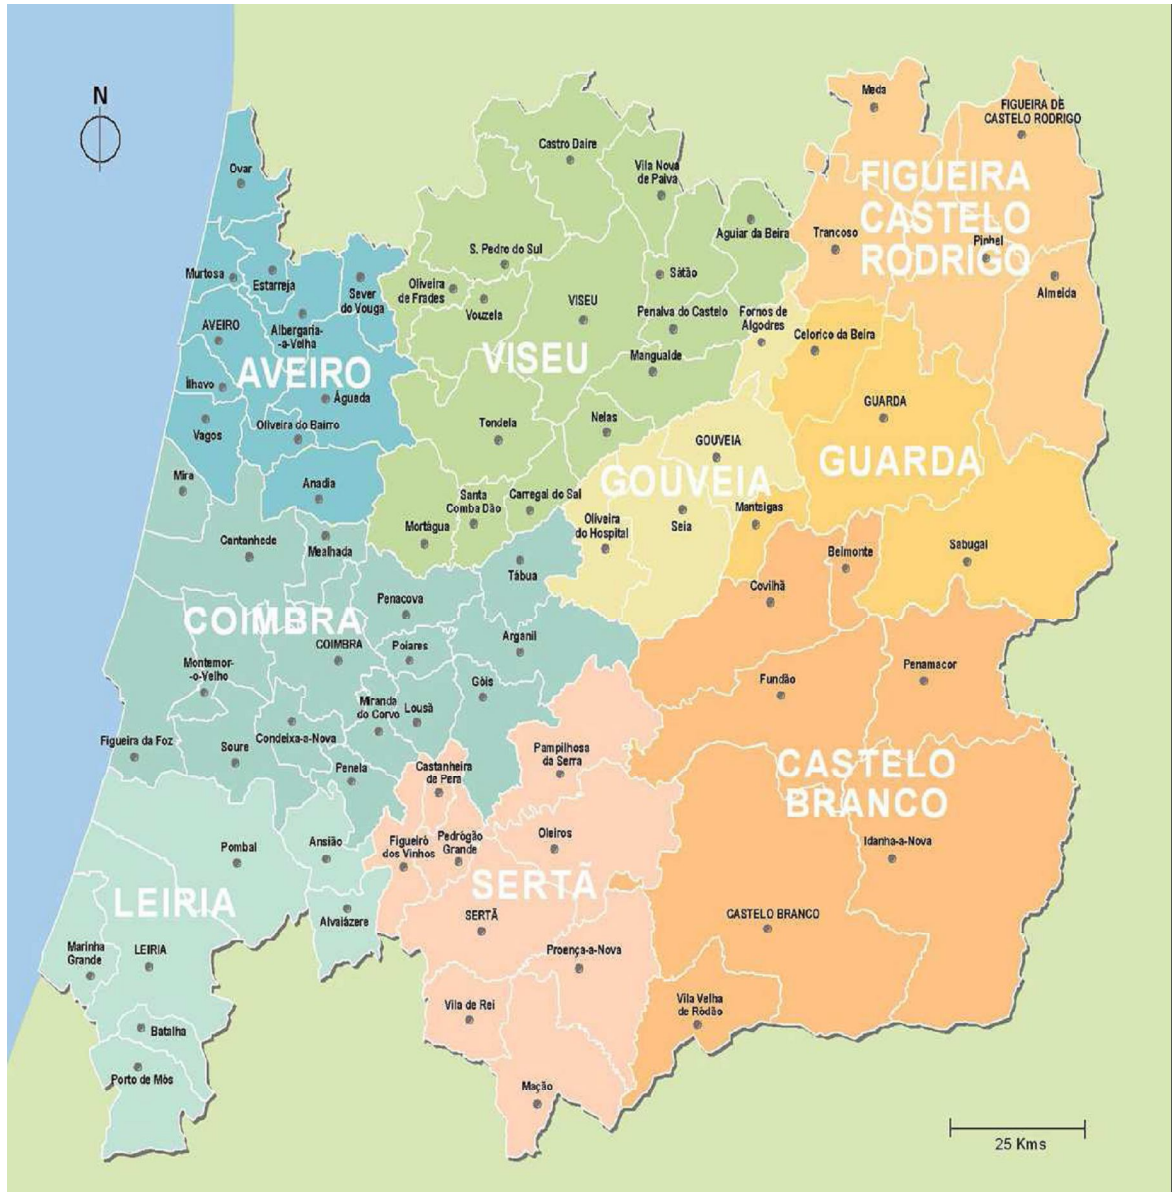 N
Meda
FIGUEIRA DE
CASTELO RODRIGO
Castro Daire
Vila Nova
de Paiva
Ovar
FIGUEIRA
CASTELO
RODRIGO
Aguiar da Beira
Trancoso
Pinhel
S. Pedro do Sul
Murtosa
Estarreja
Sever
do Vouga
Oliveira
de Frades
Vouzela
VISEU
Sátão
Almeida
AVEIRO
Albergaria-
-a-Velha
Penalva do Castelo
Fornos de
Algodres
Celorico da Beira
VISEU
Mangualde
AVEIRO
Ílhavo
Águeda
GUARDA
Vagos
Oliveira do Bairro
Tondela
Nelas
GOUVEIA
GUARDA
Mira
Anadia
GOUVEIA
Santa
Comba Dão
Carregal do Sal
Manteigas
Mortágua
Oliveira
do Hospital
Seia
Cantanhede
Mealhada
Belmonte
Sabugal
Tábua
Covilhã
Penacova
COIMBRA
COIMBRA
Poiares
Arganil
Montemor-
-o-Velho
Penamacor
Góis
Fundão
Miranda
do Corvo
Lousã
Figueira da Foz
Soure
Condeixa-a-Nova
Pampilhosa
da Serra
Penela
Castanheira
de Pera
CASTELO
BRANCO
Pombal
Ansião
Figueiró
dos Vinhos
Pedrógão
Grande
Oleiros
Idanha-a-Nova
SERTÃ
LEIRIA
Alvaiázere
SERTÃ
CASTELO BRANCO
Marinha
Grande
LEIRIA
Proença-a-Nova
Vila de Rei
Vila Velha
de Ródão
Batalha
Porto de Mós
Mação
25 Kms